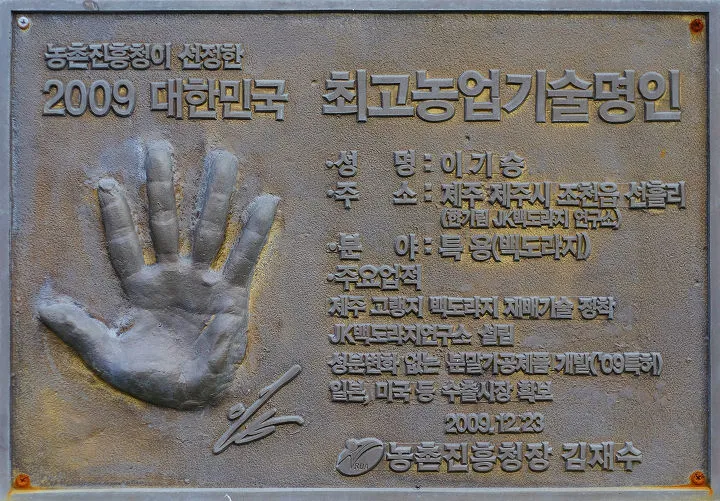 농촌진흥청이 선정한
2009 대한민국 최고농업기술명인
·성 명 : 이기승
·주 소 : 제주 제주시 조천읍 선흘리
(한기림 JK백도라지 연구소)
·분 야 : 특용(백도라지)
·주요업적
제주 고랭지 백도라지 재배기술 정착
JK백도라지연구소 설립
성분변화 없는 분말가공제품 개발('09특허)
일본, 미국 등 수출시장 확보
2009.12.23
RDA 농촌진흥청장 김재수